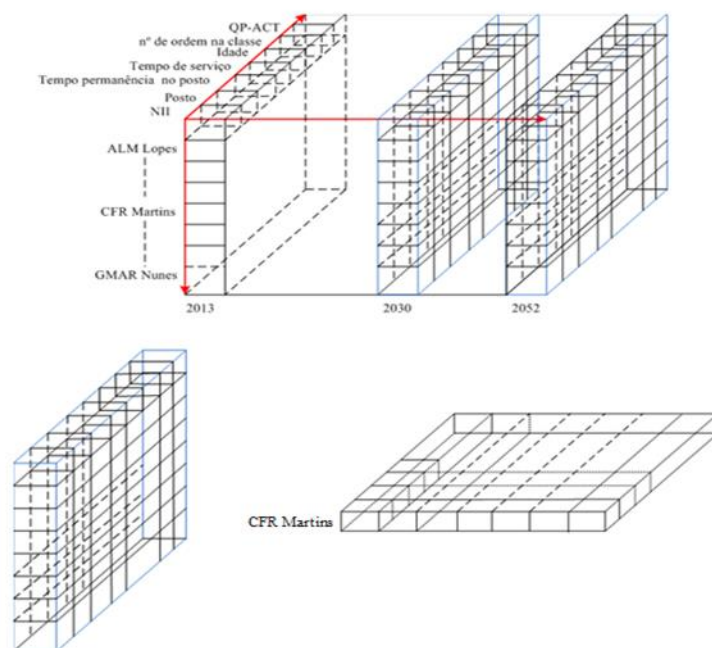 QP-ACT
nº de ordem na classe
Idade
Tempo de serviço
Tempo permanência no posto
Posto
NII
ALM Lopes
CFR Martins
GMAR Nunes
2013 2030 2052
CFR Martins